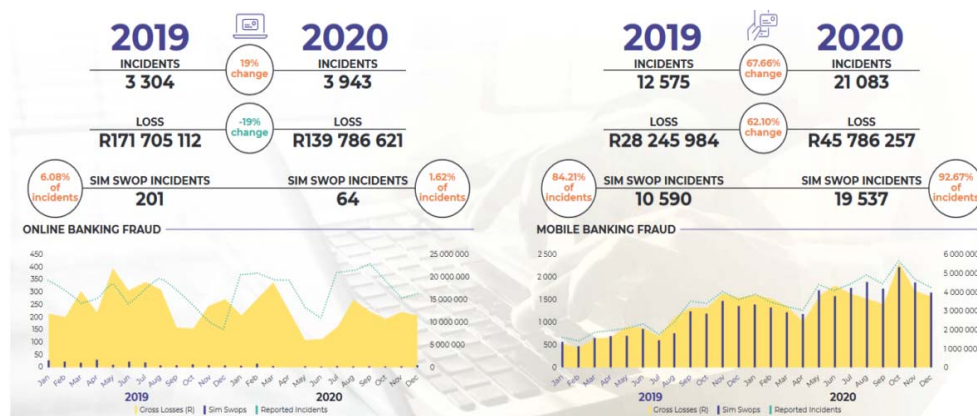 2019
2020
INCIDENTS
3 304
19%
change
INCIDENTS
3 943
LOSS
R171 705 112
-19%
change
LOSS
R139 786 621
6.08%
of
incidents
SIM SWOP INCIDENTS
201
SIM SWOP INCIDENTS
64
1.62%
of
incidents
ONLINE BANKING FRAUD
450
400
350
300
250
200
150
100
50
0
25 000 000
20 000 000
15 000 000
10 000 000
5 000 000
0
Jan Feb Mar Apr May Jun Jul Aug Sep Oct Nov Dec Jan Feb Mar Apr May Jun Jul Aug Sep Oct Nov Dec
2019 2020
Gross Losses (R) Sim Swops Reported Incidents
2019
2020
INCIDENTS
12 575
67.66%
change
INCIDENTS
21 083
LOSS
R28 245 984
62.10%
change
LOSS
R45 786 257
84.21%
of
incidents
SIM SWOP INCIDENTS
10 590
SIM SWOP INCIDENTS
19 537
92.67%
of
incidents
MOBILE BANKING FRAUD
2 500
2 000
1 500
1 000
500
0
6 000 000
5 000 000
4 000 000
3 000 000
2 000 000
1 000 000
0
Jan Feb Mar Apr May Jun Jul Aug Sep Oct Nov Dec Jan Feb Mar Apr May Jun Jul Aug Sep Oct Nov Dec
2019 2020
Gross Losses (R) Sim Swops Reported Incidents